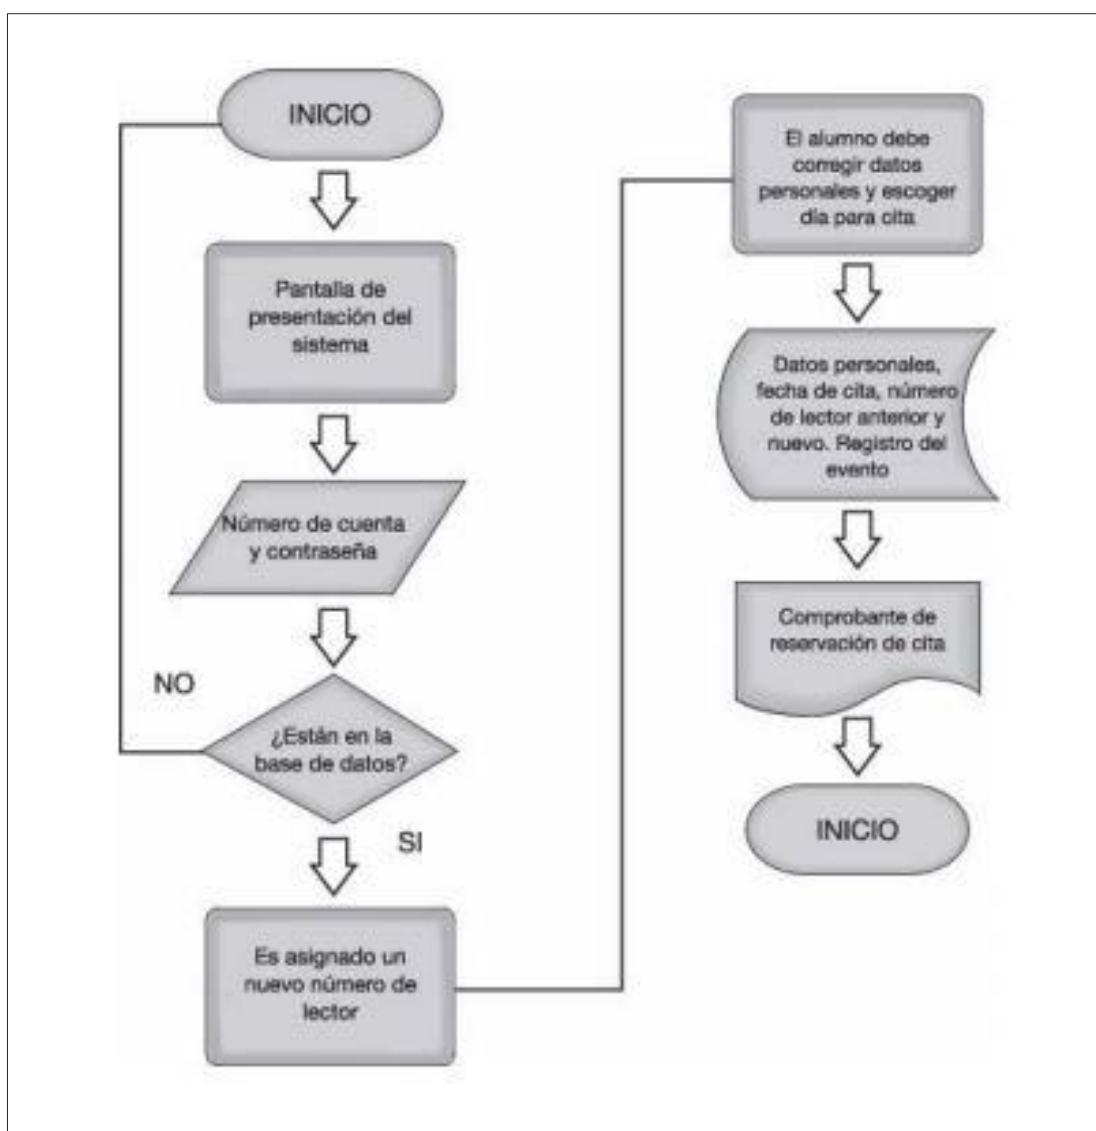 INICIO
Pantalla de
presentación del
sistema
Número de cuenta
y contraseña
NO
¿Están en la
base de datos?
SI
Es asignado un
nuevo número de
lector
El alumno debe
corregir datos
personales y escoger
día para cita
Datos personales,
fecha de cita, número
de lector anterior y
nuevo. Registro del
evento
Comprobante de
reservación de cita
INICIO